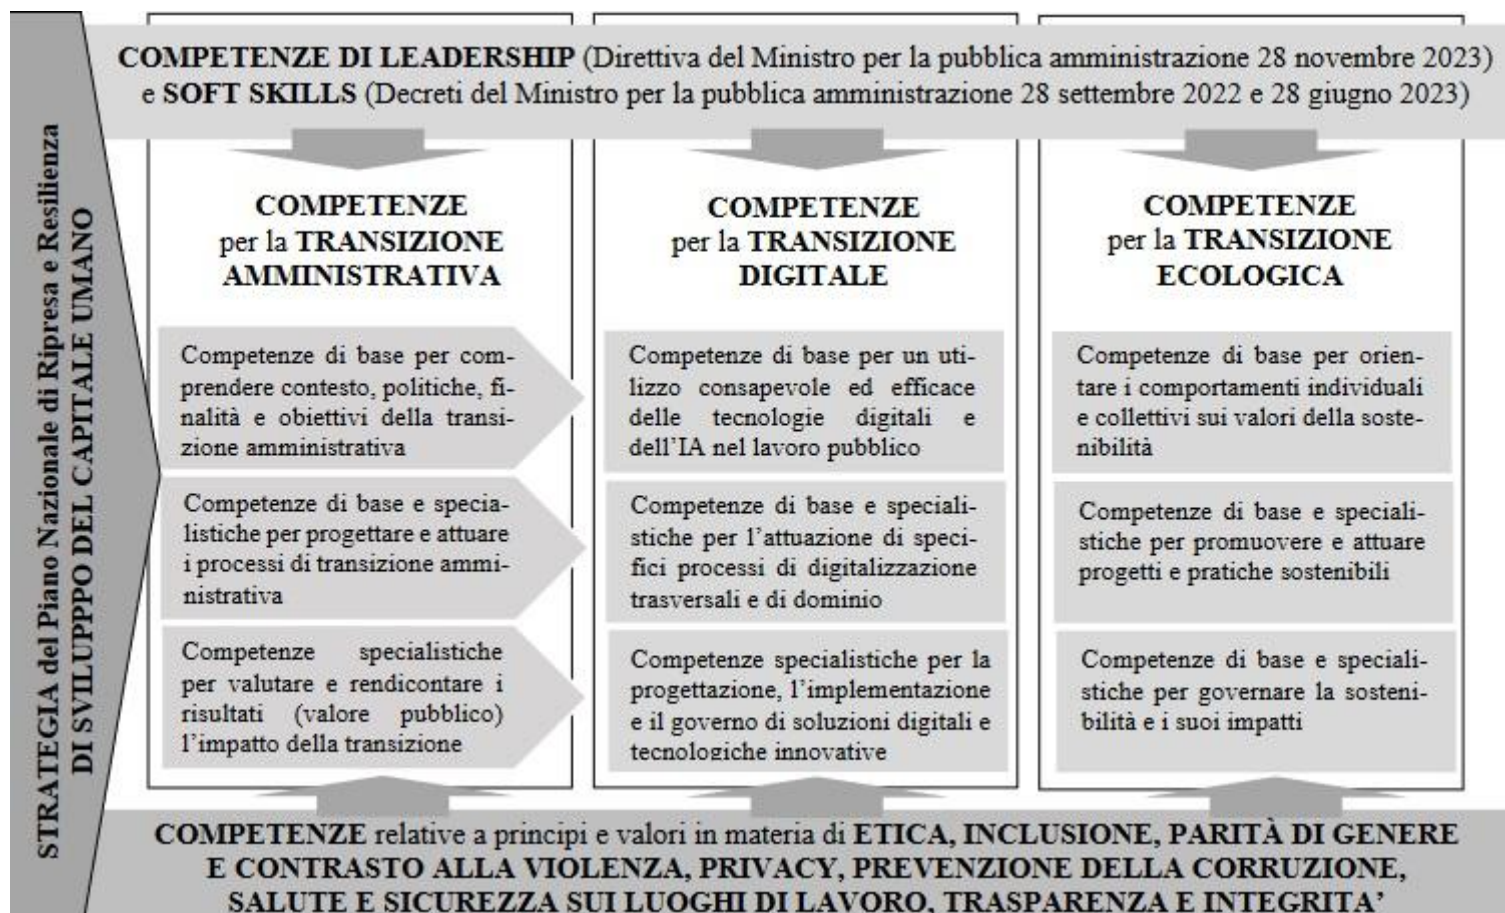 STRATEGIA del Piano Nazionale di Ripresa e Resilienza
DI SVILUPPPO DEL CAPITALE UMANO
COMPETENZE DI LEADERSHIP (Direttiva del Ministro per la pubblica amministrazione 28 novembre 2023)
e SOFT SKILLS (Decreti del Ministro per la pubblica amministrazione 28 settembre 2022 e 28 giugno 2023)
COMPETENZE
per la TRANSIZIONE
AMMINISTRATIVA
Competenze di base per com-
prendere contesto, politiche, fi-
nalità e obiettivi della transi-
zione amministrativa
Competenze di base e specia-
listiche per progettare e attuare
i processi di transizione ammi-
nistrativa
Competenze specialistiche
per valutare e rendicontare i
risultati (valore pubblico)
l’impatto della transizione
COMPETENZE
per la TRANSIZIONE
DIGITALE
Competenze di base per un uti-
lizzo consapevole ed efficace
delle tecnologie digitali e
dell’IA nel lavoro pubblico
Competenze di base e speciali-
stiche per l’attuazione di speci-
fici processi di digitalizzazione
trasversali e di dominio
Competenze specialistiche per la
progettazione, l’implementazione
e il governo di soluzioni digitali e
tecnologiche innovative
COMPETENZE
per la TRANSIZIONE
ECOLOGICA
Competenze di base per orien-
tare i comportamenti individuali
e collettivi sui valori della soste-
nibilità
Competenze di base e speciali-
stiche per promuovere e attuare
progetti e pratiche sostenibili
Competenze di base e speciali-
stiche per governare la sosteni-
bilità e i suoi impatti
COMPETENZE relative a principi e valori in materia di ETICA, INCLUSIONE, PARITÀ DI GENERE
E CONTRASTO ALLA VIOLENZA, PRIVACY, PREVENZIONE DELLA CORRUZIONE,
SALUTE E SICUREZZA SUI LUOGHI DI LAVORO, TRASPARENZA E INTEGRITA’